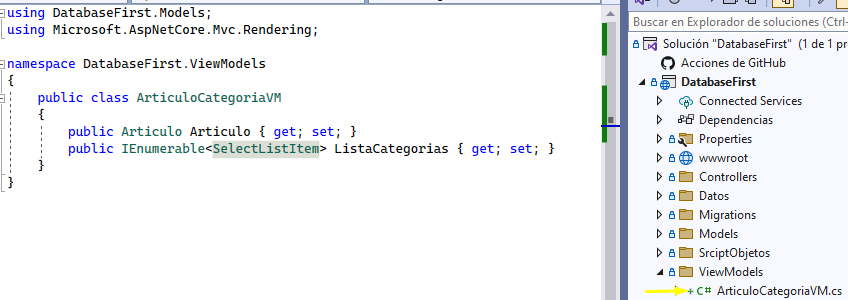 using DatabaseFirst.Models;
using Microsoft.AspNetCore.Mvc.Rendering;
namespace DatabaseFirst.ViewModels
{
public class ArticuloCategoriaVM
{
public Articulo Articulo { get; set; }
public IEnumerable<SelectListItem> ListaCategorias { get; set; }
}
}
Buscar en Explorador de soluciones (Ctrl+
Solución "DatabaseFirst" (1 de 1 pro
Acciones de GitHub
DatabaseFirst
Connected Services
Dependencias
Properties
wwwroot
Controllers
Datos
Migrations
Models
SrciptObjetos
ViewModels
+ C# ArticuloCategoriaVM.cs